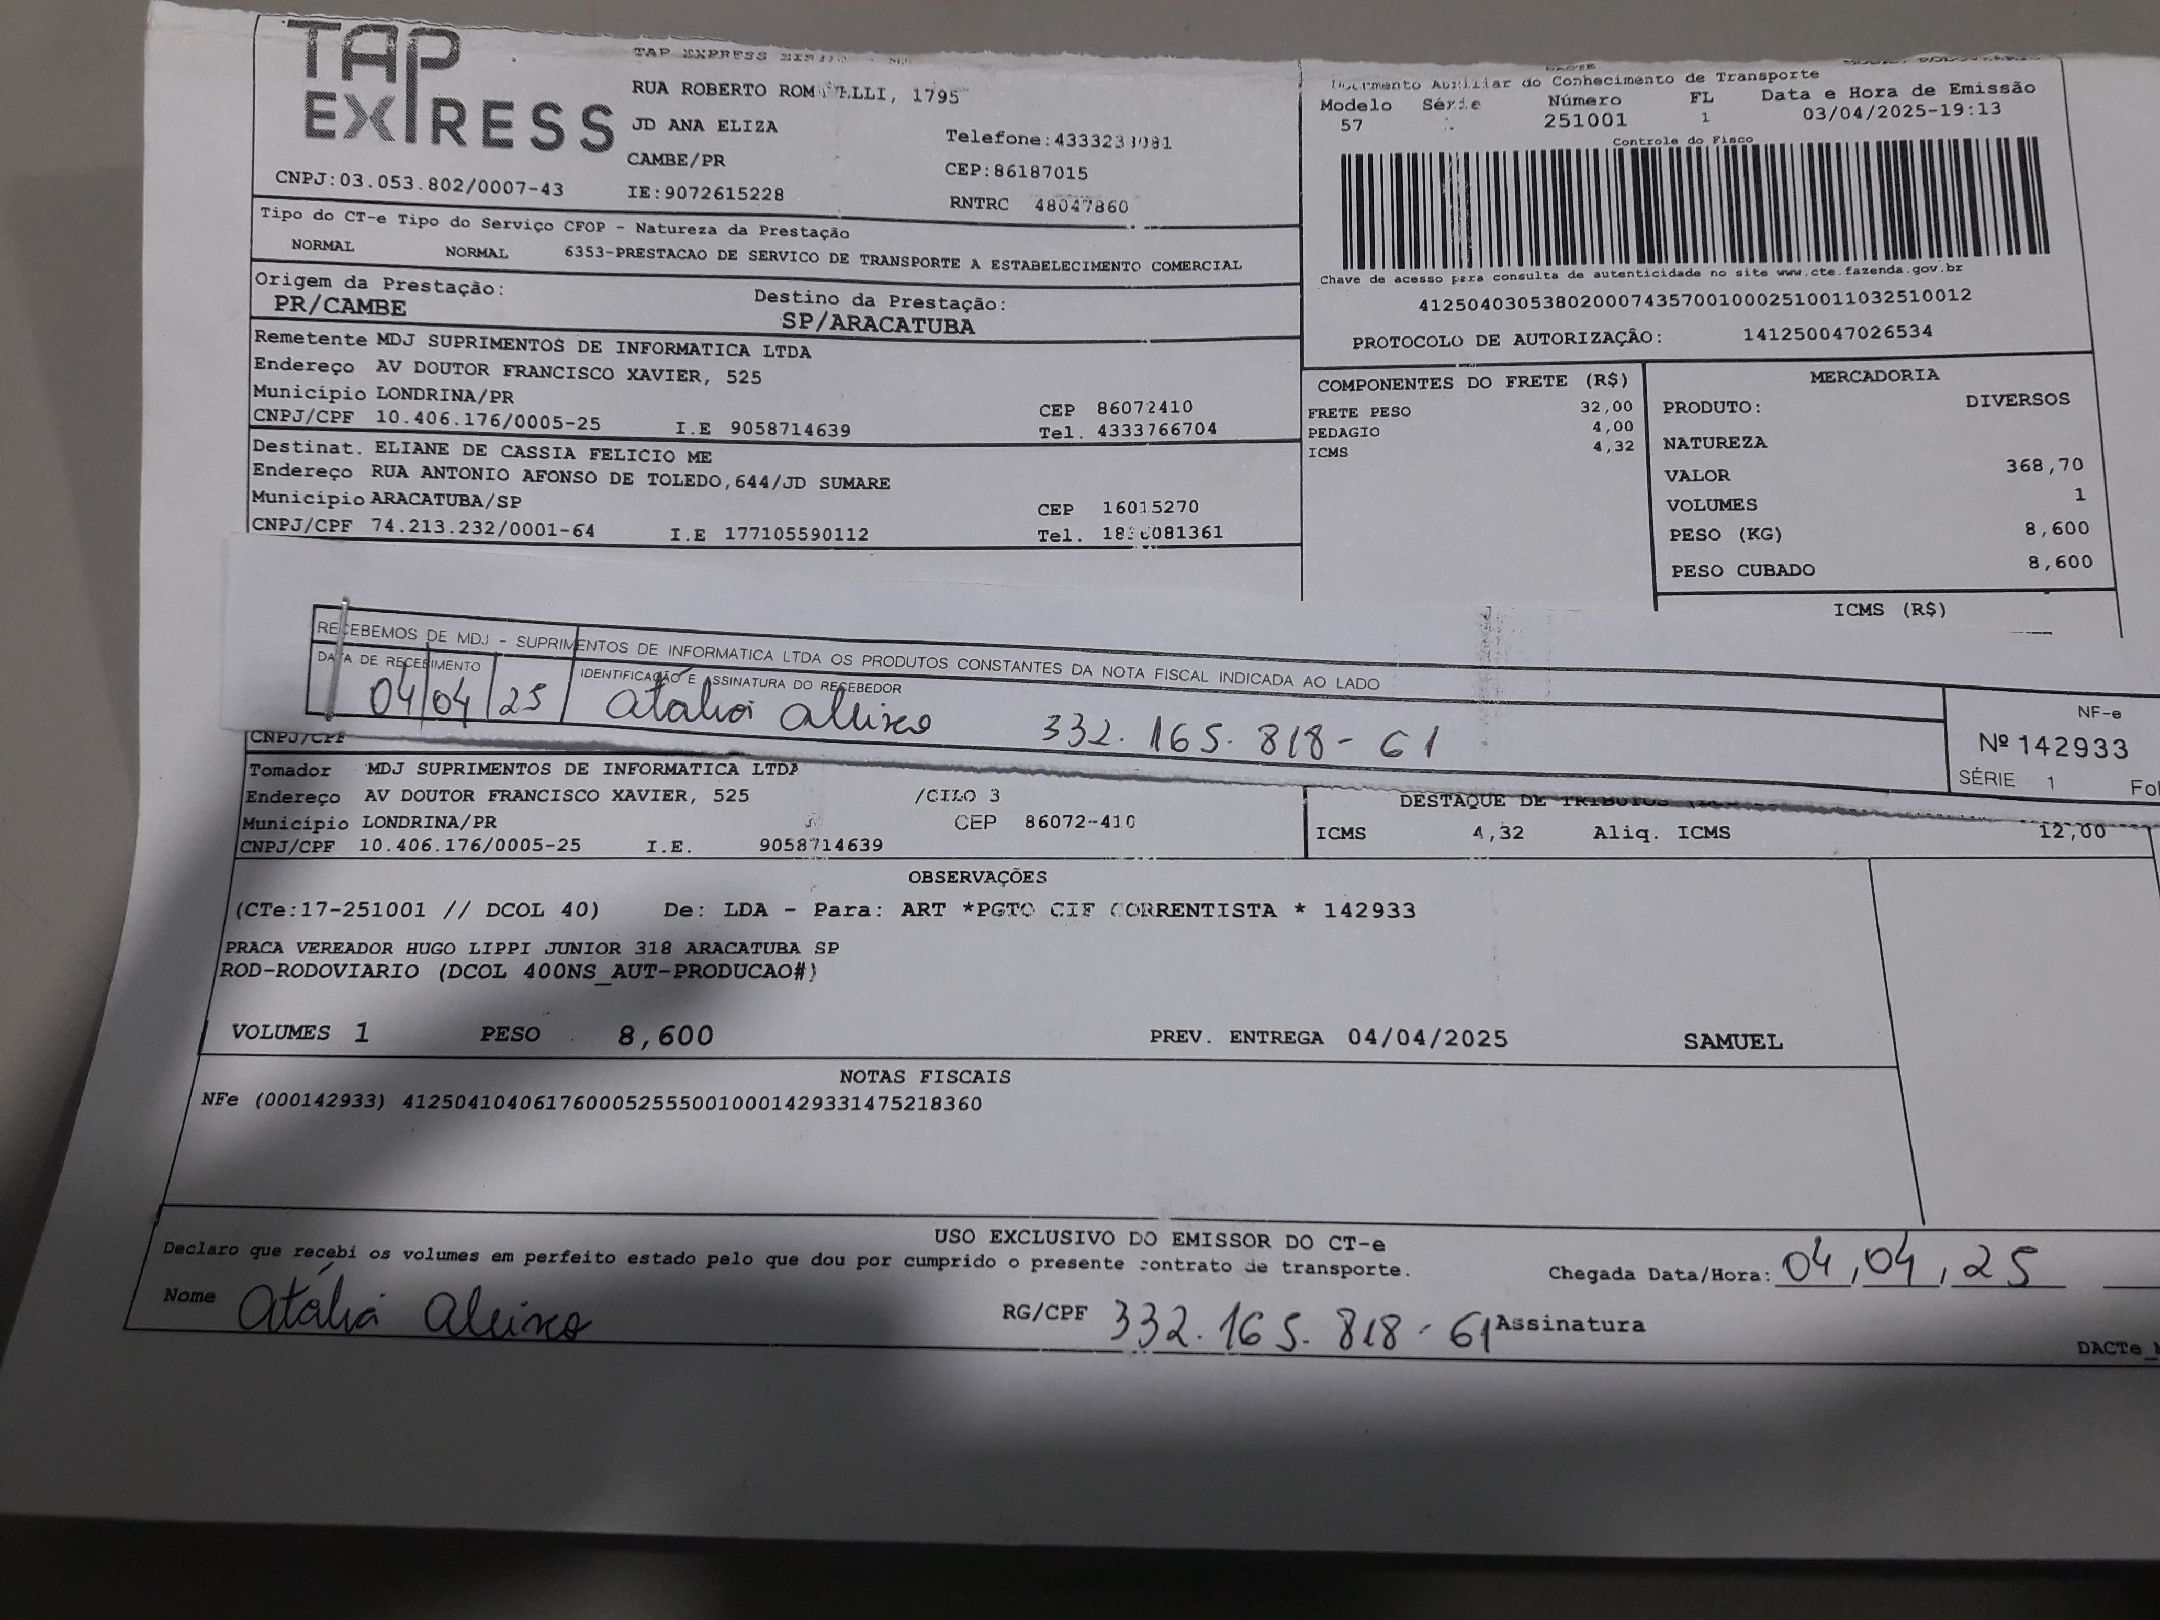 TAP EXPRESS
TAP EXPRESS
RUA ROBERTO 1795
JD ANA ELIZA
CAMBE/PR
CNPJ:03.053.802/0007-43 IE:9072615228
Telefone:
CEP:86187015
RNTRC 48047860
Documento Auxiliar do Conhecimento de Transporte
Modelo Série Número FL Data e Hora de Emissão
57 251001 1 03/04/2025-19:13
Controle do Fisco
Chave de acesso para consulta de autenticidade no site www.cte.fazenda.gov.br
41250403053802000743570010002510011032510012
PROTOCOLO DE AUTORIZAÇÃO: 141250047026534
Tipo do CT-e Tipo do Serviço CFOP - Natureza da Prestação
NORMAL NORMAL 6353-PRESTACAO DE SERVICO DE TRANSPORTE A ESTABELECIMENTO COMERCIAL
Origem da Prestação: Destino da Prestação:
PR/CAMBE SP/ARACATUBA
Remetente MDJ SUPRIMENTOS DE INFORMATICA LTDA
Endereço AV DOUTOR FRANCISCO XAVIER, 525
Município LONDRINA/PR CEP 86072410
CNPJ/CPF 10.406.176/0005-25 I.E 9058714639 Tel. 4333766704
Destinat. ELIANE DE CASSIA FELICIO ME
Endereço RUA ANTONIO AFONSO DE TOLEDO,644/JD SUMARE
Município ARACATUBA/SP CEP 16015270
CNPJ/CPF 74.213.232/0001-64 I.E 177105590112 Tel.
COMPONENTES DO FRETE (R$)
FRETE PESO 32,00
PEDAGIO 4,00
ICMS 4,32
MERCADORIA
PRODUTO: DIVERSOS
NATUREZA
VALOR 368,70
VOLUMES 1
PESO (KG) 8,600
PESO CUBADO 8,600
ICMS (R$)
RECEBEMOS DE MDJ - SUPRIMENTOS DE INFORMATICA LTDA OS PRODUTOS CONSTANTES DA NOTA FISCAL INDICADA AO LADO
DATA DE RECEBIMENTO IDENTIFICAÇÃO E ASSINATURA DO RECEBEDOR
04/04/25 332.165.818-61
NF-e
Nº 142933
SÉRIE 1 Fol
CNPJ/CPF
Tomador MDJ SUPRIMENTOS DE INFORMATICA LTDA
Endereço AV DOUTOR FRANCISCO XAVIER, 525 /CILO 3
Município LONDRINA/PR CEP 86072-410
CNPJ/CPF 10.406.176/0005-25 I.E. 9058714639
DESTAQUE DE TRIBUTOS
ICMS 4,32 Aliq. ICMS 12,00
OBSERVAÇÕES
(CTe:17-251001 // DCOL 40) De: LDA - Para: ART *PGTO CIF CORRENTISTA * 142933
PRACA VEREADOR HUGO LIPPI JUNIOR 318 ARACATUBA SP
ROD-RODOVIARIO (DCOL 400NS_AUT-PRODUCAO#)
VOLUMES 1 PESO 8,600 PREV. ENTREGA 04/04/2025 SAMUEL
NOTAS FISCAIS
NFe (000142933) 41250410406176000525550010001429331475218360
USO EXCLUSIVO DO EMISSOR DO CT-e
Declaro que recebi os volumes em perfeito estado pelo que dou por cumprido o presente contrato de transporte.
Chegada Data/Hora: 04,04,25
Nome RG/CPF 332.165.818-61 Assinatura